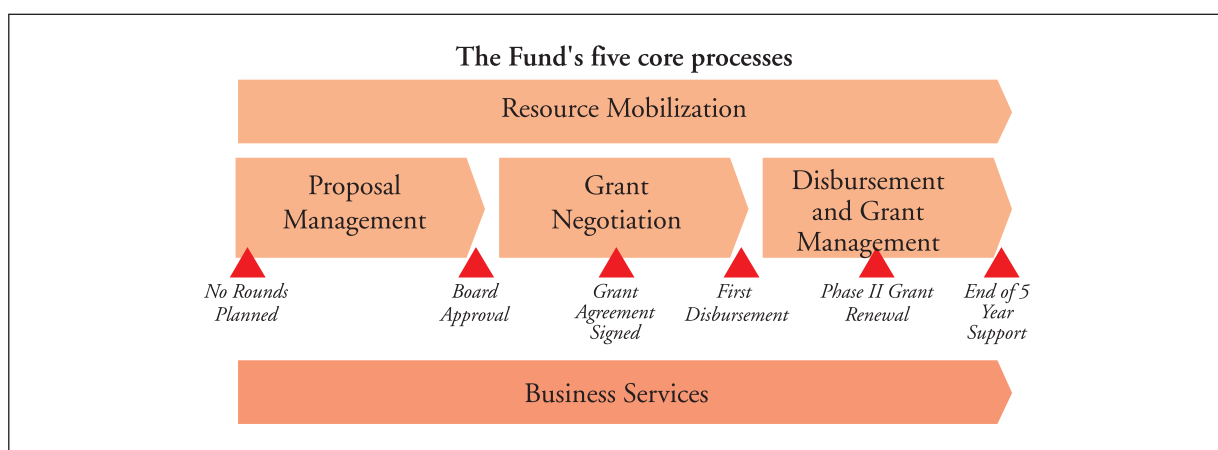 The Fund's five core processes
Resource Mobilization
Proposal
Management
Grant
Negotiation
Disbursement
and Grant
Management
No Rounds
Planned
Board
Approval
Grant
Agreement
Signed
First
Disbursement
Phase II Grant
Renewal
End of 5
Year
Support
Business Services